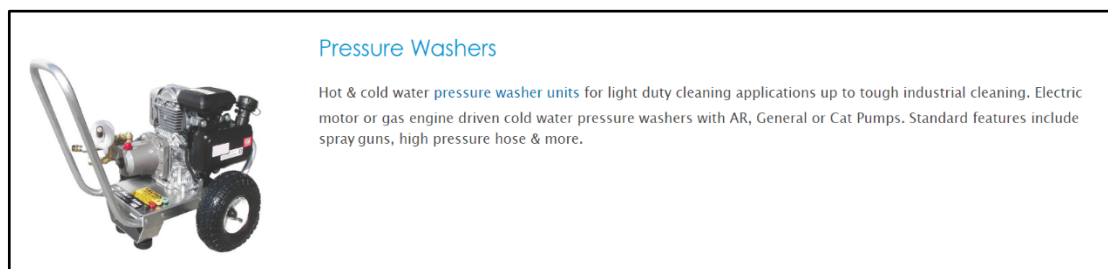 Pressure Washers
Hot & cold water pressure washer units for light duty cleaning applications up to tough industrial cleaning. Electric
motor or gas engine driven cold water pressure washers with AR, General or Cat Pumps. Standard features include
spray guns, high pressure hose & more.